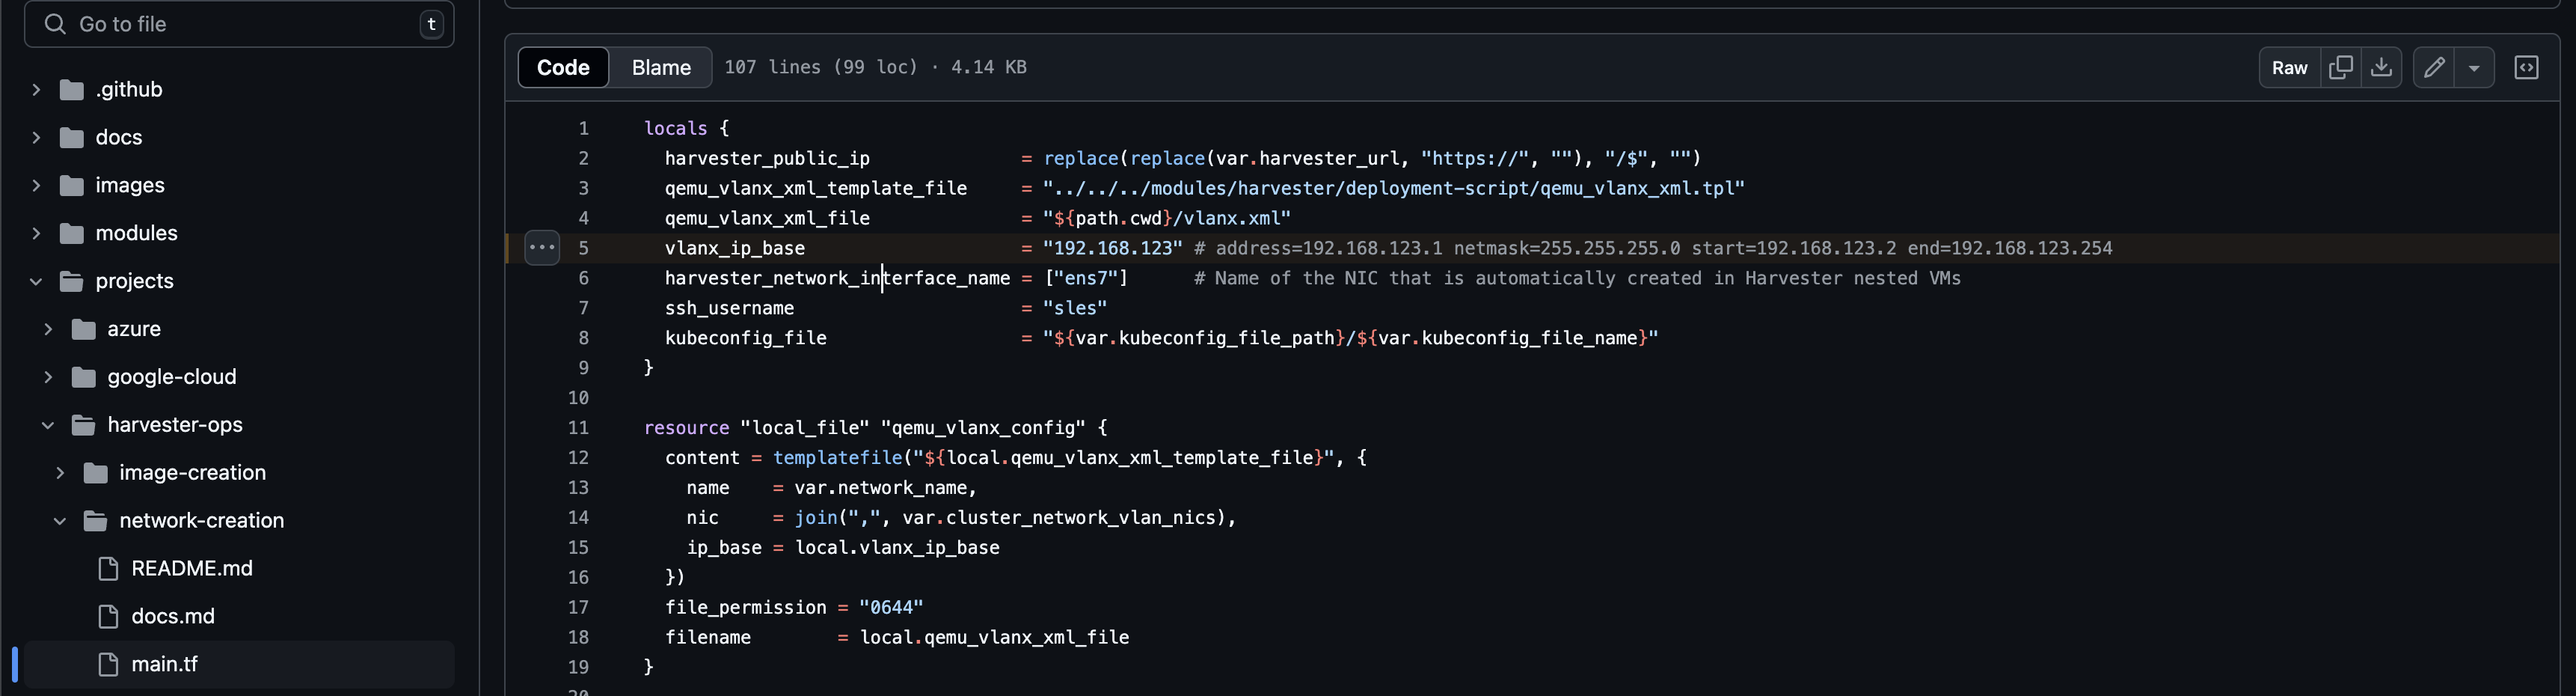 Go to file
t
.github
docs
images
modules
projects
azure
google-cloud
harvester-ops
image-creation
network-creation
README.md
docs.md
main.tf
Code Blame 107 lines (99 loc) · 4.14 KB
Raw
1 locals {
2 harvester_public_ip = replace(replace(var.harvester_url, "https://", ""), "/$", "")
3 qemu_vlanx_xml_template_file = "../../../modules/harvester/deployment-script/qemu_vlanx_xml.tpl"
4 qemu_vlanx_xml_file = "${path.cwd}/vlanx.xml"
5 vlanx_ip_base = "192.168.123" # address=192.168.123.1 netmask=255.255.255.0 start=192.168.123.2 end=192.168.123.254
6 harvester_network_interface_name = ["ens7"] # Name of the NIC that is automatically created in Harvester nested VMs
7 ssh_username = "sles"
8 kubeconfig_file = "${var.kubeconfig_file_path}/${var.kubeconfig_file_name}"
9 }
10
11 resource "local_file" "qemu_vlanx_config" {
12 content = templatefile("${local.qemu_vlanx_xml_template_file}", {
13 name = var.network_name,
14 nic = join(",", var.cluster_network_vlan_nics),
15 ip_base = local.vlanx_ip_base
16 })
17 file_permission = "0644"
18 filename = local.qemu_vlanx_xml_file
19 }